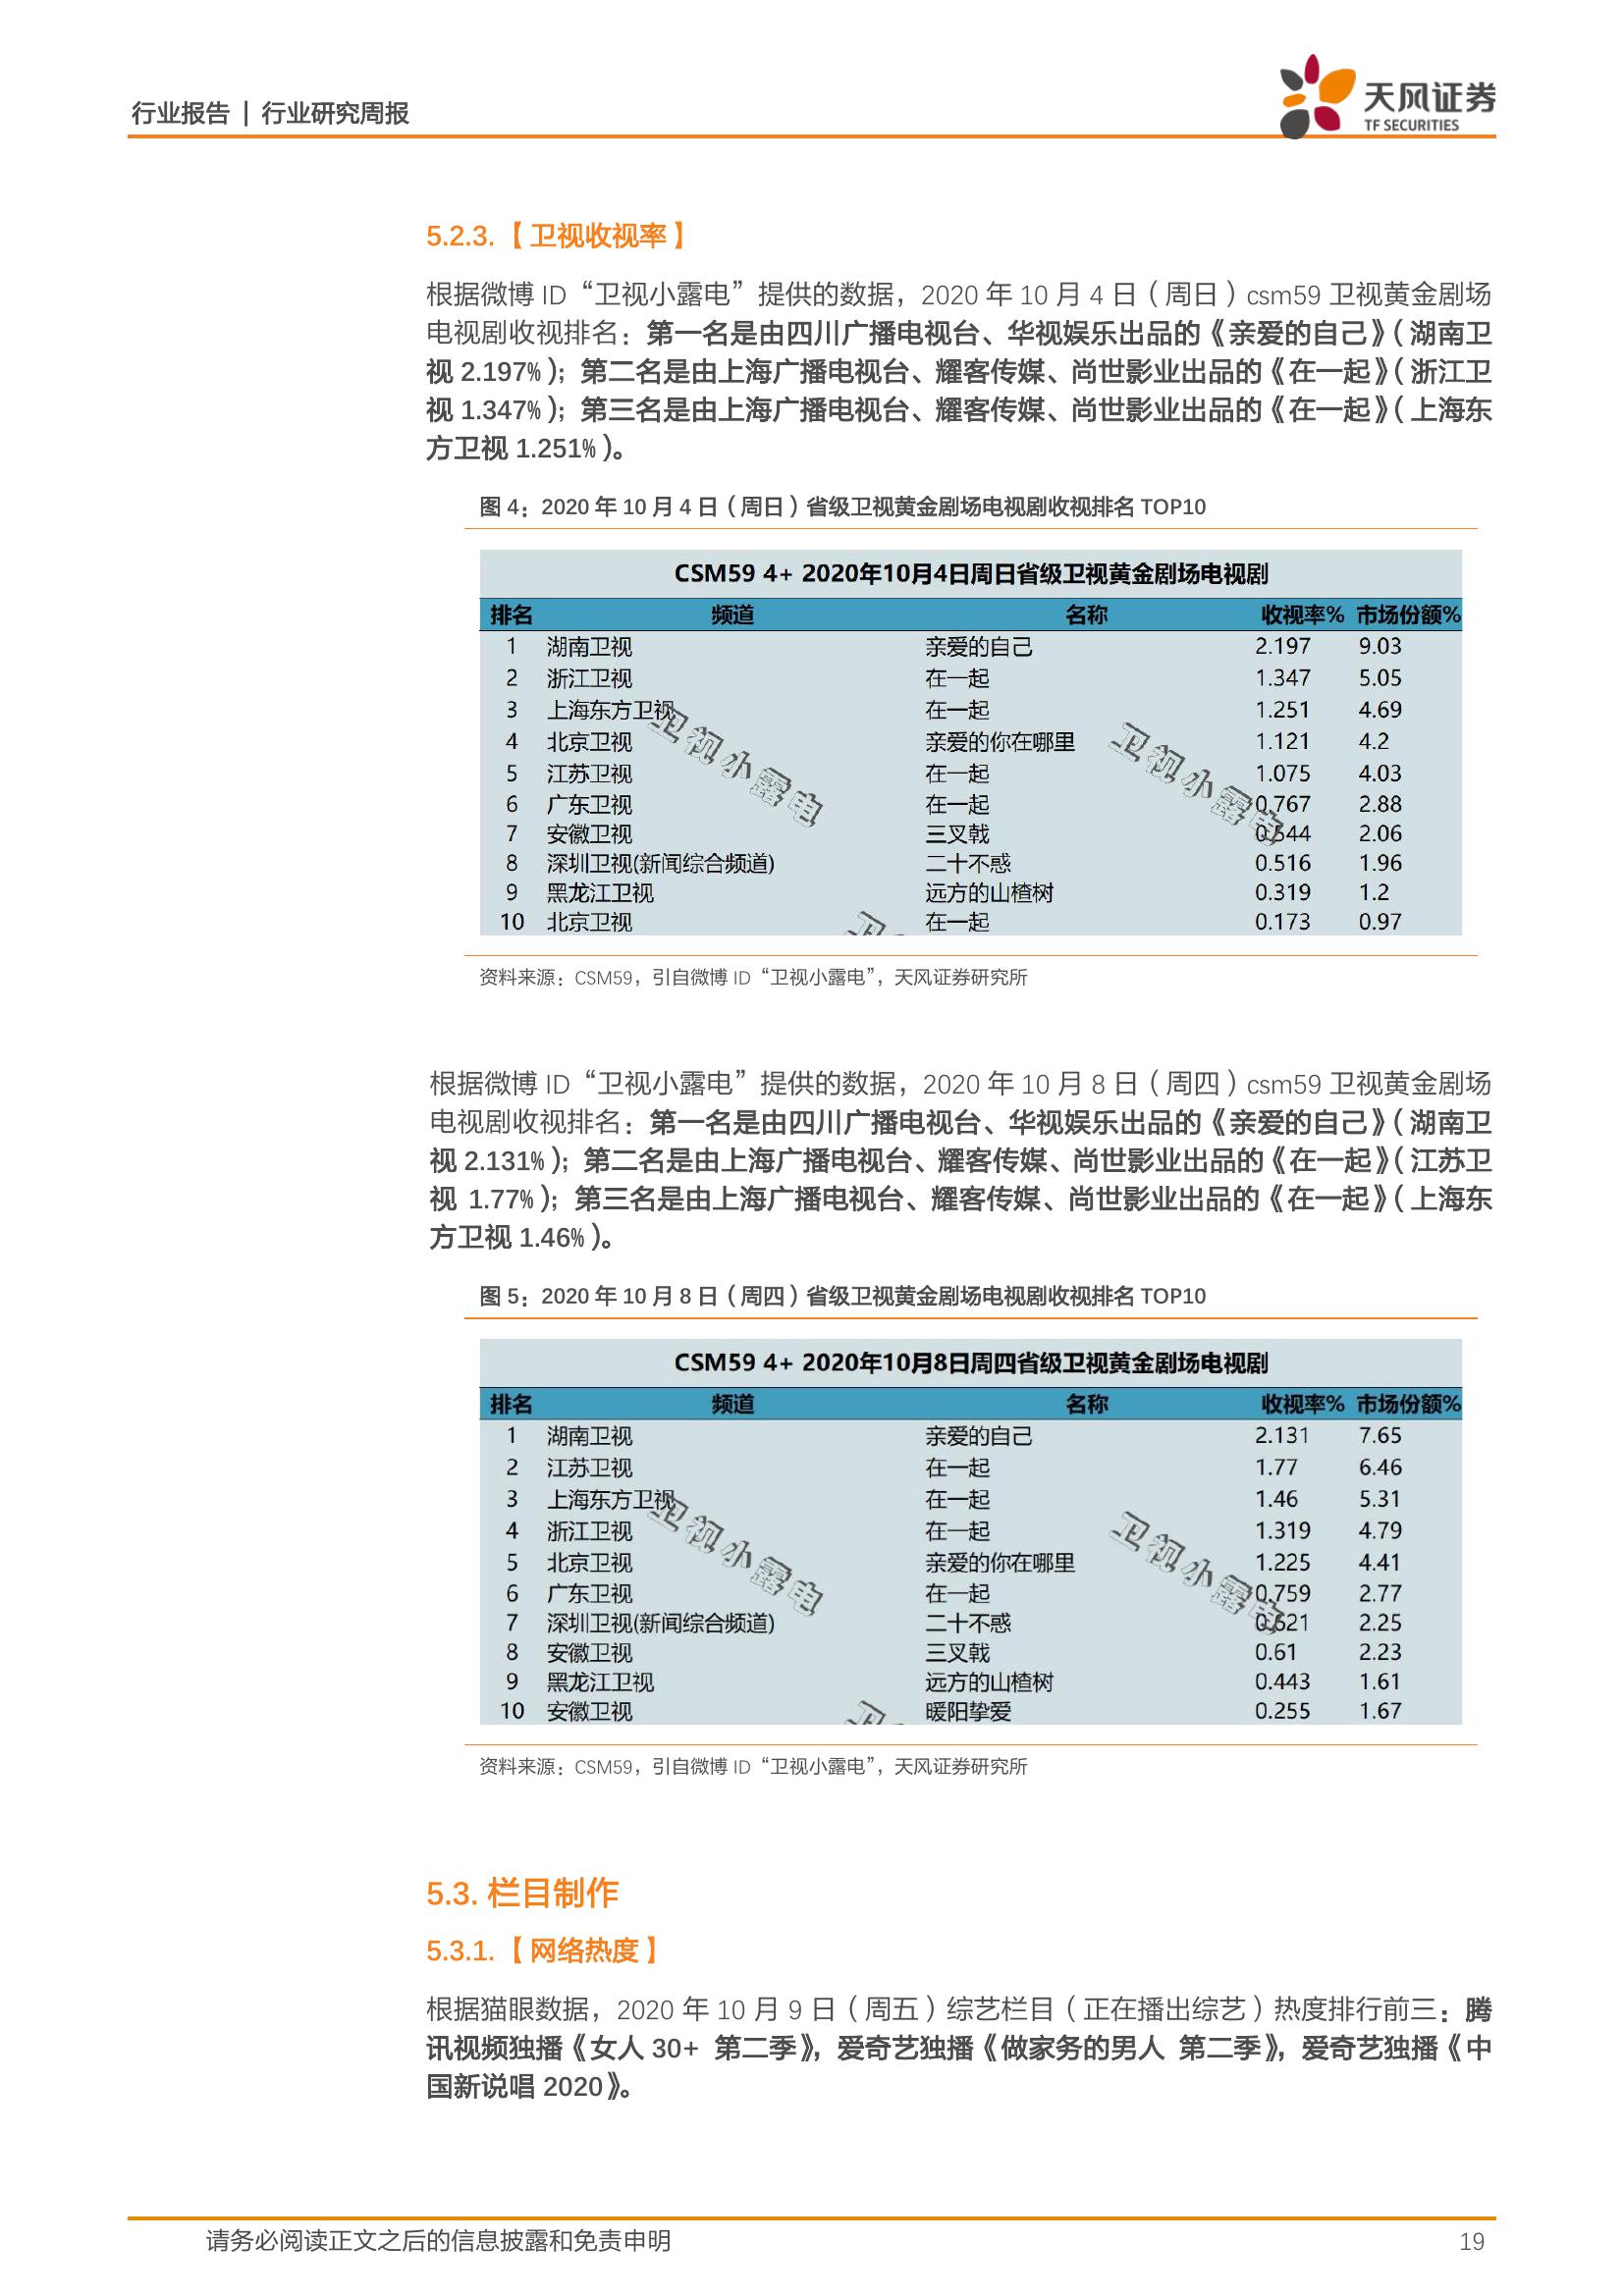 行业报告 | 行业研究周报
天风证券
TF SECURITIES
5.2.3.【卫视收视率】
根据微博 ID“卫视小露电”提供的数据，2020 年 10 月 4 日（周日）csm59 卫视黄金剧场
电视剧收视排名：第一名是由四川广播电视台、华视娱乐出品的《亲爱的自己》（湖南卫
视 2.197%）；第二名是由上海广播电视台、耀客传媒、尚世影业出品的《在一起》（浙江卫
视 1.347%）；第三名是由上海广播电视台、耀客传媒、尚世影业出品的《在一起》（上海东
方卫视 1.251%）。
图 4：2020 年 10 月 4 日（周日）省级卫视黄金剧场电视剧收视排名 TOP10
CSM59 4+ 2020年10月4日周日省级卫视黄金剧场电视剧
排名 频道 名称 收视率% 市场份额%
1 湖南卫视 亲爱的自己 2.197 9.03
2 浙江卫视 在一起 1.347 5.05
3 上海东方卫视 在一起 1.251 4.69
4 北京卫视 亲爱的你在哪里 1.121 4.2
5 江苏卫视 在一起 1.075 4.03
6 广东卫视 在一起 0.767 2.88
7 安徽卫视 三叉戟 0.544 2.06
8 深圳卫视(新闻综合频道) 二十不惑 0.516 1.96
9 黑龙江卫视 远方的山楂树 0.319 1.2
10 北京卫视 在一起 0.173 0.97
卫视小露电
卫视小露电
资料来源：CSM59，引自微博 ID“卫视小露电”，天风证券研究所
根据微博 ID“卫视小露电”提供的数据，2020 年 10 月 8 日（周四）csm59 卫视黄金剧场
电视剧收视排名：第一名是由四川广播电视台、华视娱乐出品的《亲爱的自己》（湖南卫
视 2.131%）；第二名是由上海广播电视台、耀客传媒、尚世影业出品的《在一起》（江苏卫
视 1.77%）；第三名是由上海广播电视台、耀客传媒、尚世影业出品的《在一起》（上海东
方卫视 1.46%）。
图 5：2020 年 10 月 8 日（周四）省级卫视黄金剧场电视剧收视排名 TOP10
CSM59 4+ 2020年10月8日周四省级卫视黄金剧场电视剧
排名 频道 名称 收视率% 市场份额%
1 湖南卫视 亲爱的自己 2.131 7.65
2 江苏卫视 在一起 1.77 6.46
3 上海东方卫视 在一起 1.46 5.31
4 浙江卫视 在一起 1.319 4.79
5 北京卫视 亲爱的你在哪里 1.225 4.41
6 广东卫视 在一起 0.759 2.77
7 深圳卫视(新闻综合频道) 二十不惑 0.621 2.25
8 安徽卫视 三叉戟 0.61 2.23
9 黑龙江卫视 远方的山楂树 0.443 1.61
10 安徽卫视 暖阳挚爱 0.255 1.67
卫视小露电
卫视小露电
资料来源：CSM59，引自微博 ID“卫视小露电”，天风证券研究所
5.3. 栏目制作
5.3.1.【网络热度】
根据猫眼数据，2020 年 10 月 9 日（周五）综艺栏目（正在播出综艺）热度排行前三：腾
讯视频独播《女人 30+ 第二季》，爱奇艺独播《做家务的男人 第二季》，爱奇艺独播《中
国新说唱 2020》。
请务必阅读正文之后的信息披露和免责申明
19